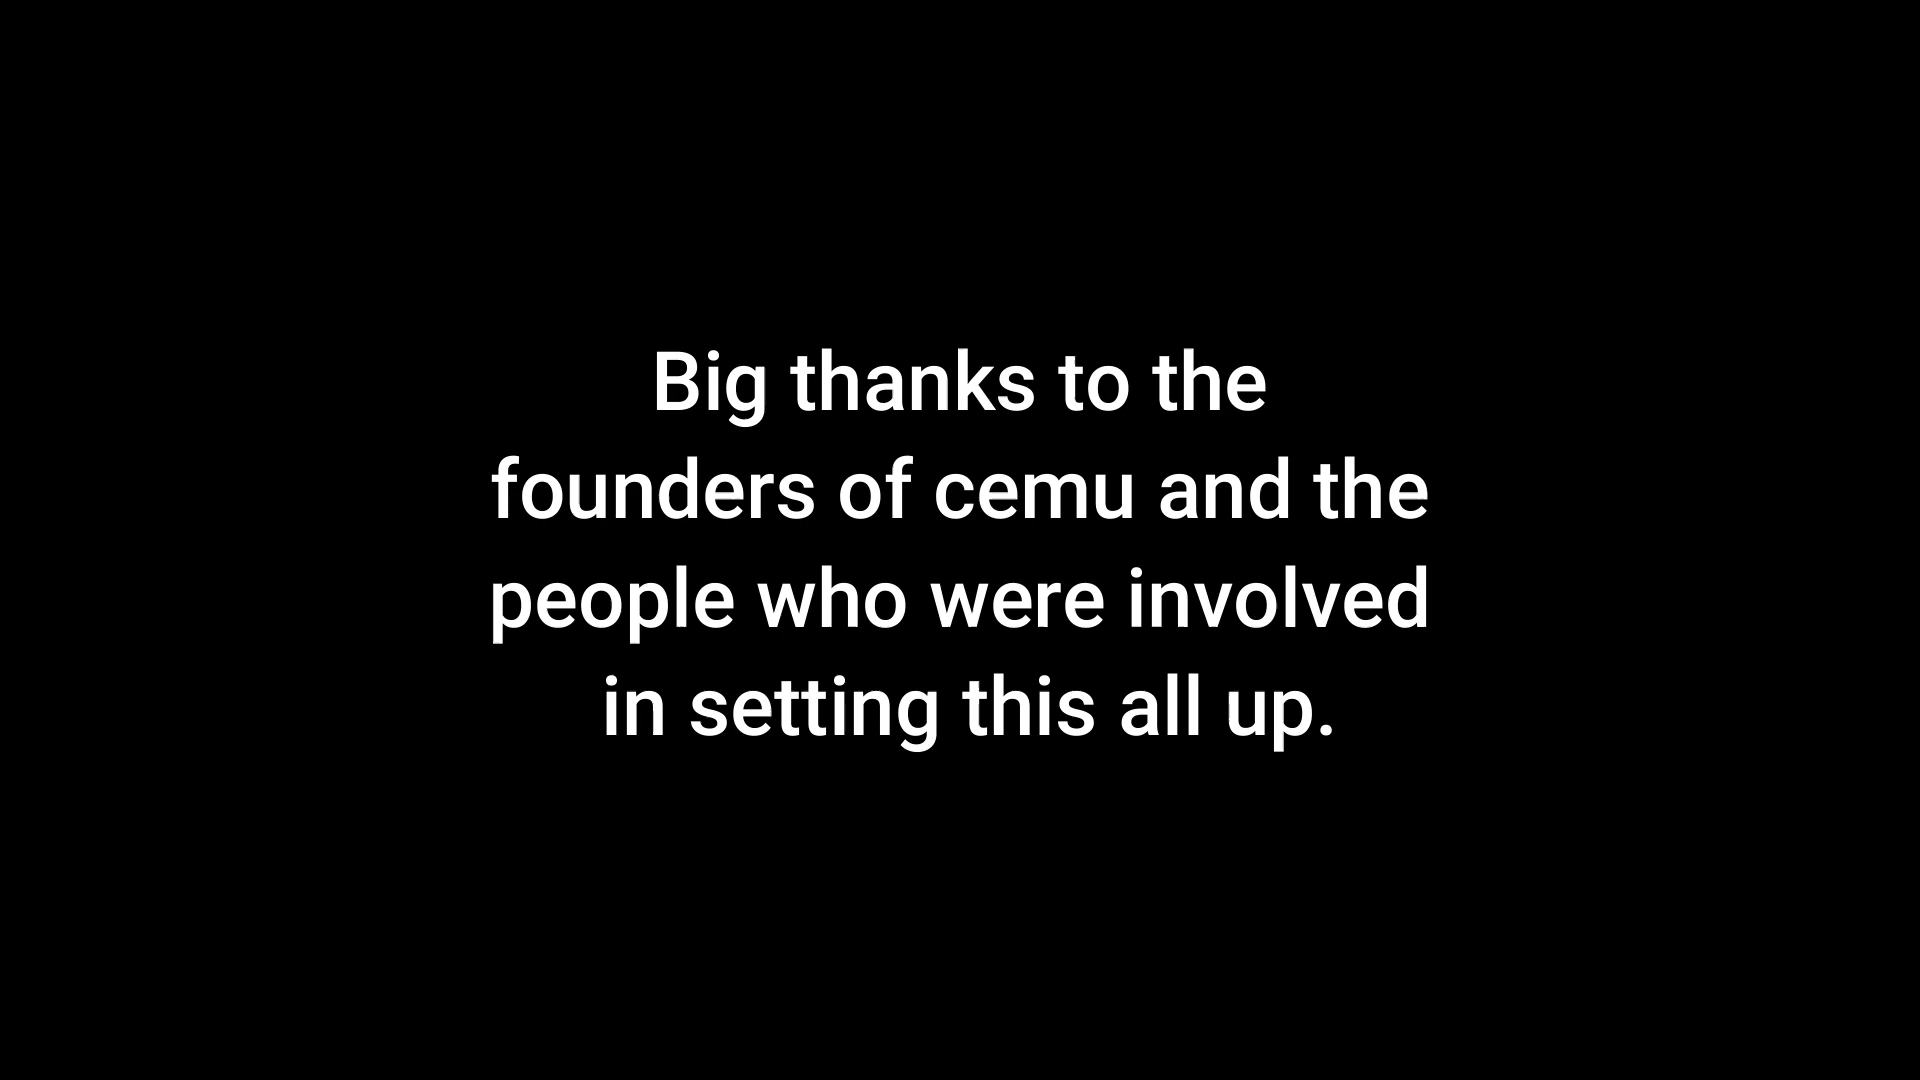 Big thanks to the
founders of cemu and the
people who were involved
in setting this all up.